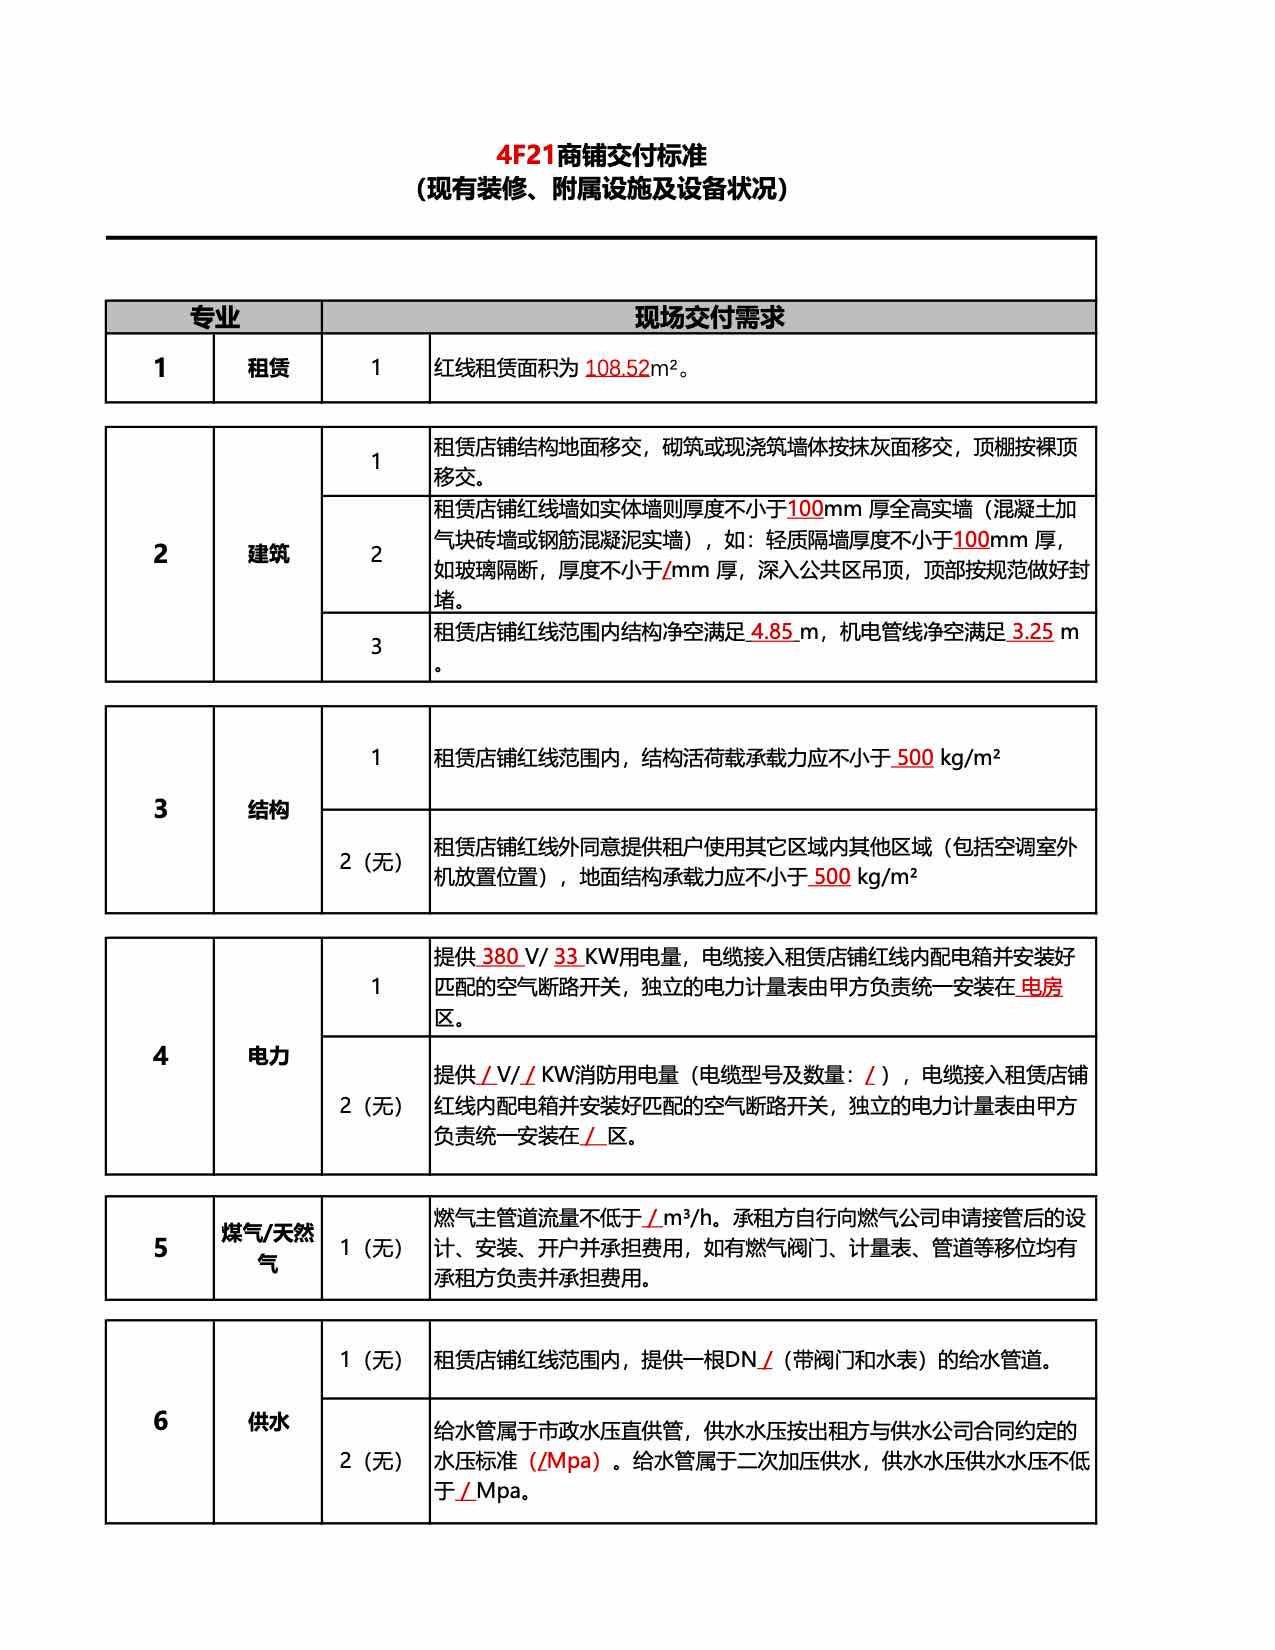 4F21商铺交付标准
（现有装修、附属设施及设备状况）
专业 现场交付需求
1 租赁 1 红线租赁面积为 108.52m²。
2 建筑
1
租赁店铺结构地面移交，砌筑或现浇筑墙体按抹灰面移交，顶棚按裸顶
移交。
2
租赁店铺红线墙如实体墙则厚度不小于100mm 厚全高实墙（混凝土加
气块砖墙或钢筋混凝泥实墙），如：轻质隔墙厚度不小于100mm 厚，
如玻璃隔断，厚度不小于/mm 厚，深入公共区吊顶，顶部按规范做好封
堵。
3
租赁店铺红线范围内结构净空满足 4.85 m，机电管线净空满足 3.25 m
。
3 结构
1 租赁店铺红线范围内，结构活荷载承载力应不小于 500 kg/m²
2（无）
租赁店铺红线外同意提供租户使用其它区域内其他区域（包括空调室外
机放置位置），地面结构承载力应不小于 500 kg/m²
4 电力
1
提供 380 V/ 33 KW用电量，电缆接入租赁店铺红线内配电箱并安装好
匹配的空气断路开关，独立的电力计量表由甲方负责统一安装在 电房
区。
2（无）
提供 / V/ / KW消防用电量（电缆型号及数量：/ ），电缆接入租赁店铺
红线内配电箱并安装好匹配的空气断路开关，独立的电力计量表由甲方
负责统一安装在 / 区。
5
煤气/天然
气
1（无）
燃气主管道流量不低于 / m³/h。承租方自行向燃气公司申请接管后的设
计、安装、开户并承担费用，如有燃气阀门、计量表、管道等移位均有
承租方负责并承担费用。
6 供水
1（无） 租赁店铺红线范围内，提供一根DN /（带阀门和水表）的给水管道。
2（无）
给水管属于市政水压直供管，供水水压按出租方与供水公司合同约定的
水压标准（/Mpa）。给水管属于二次加压供水，供水水压供水水压不低
于 / Mpa。